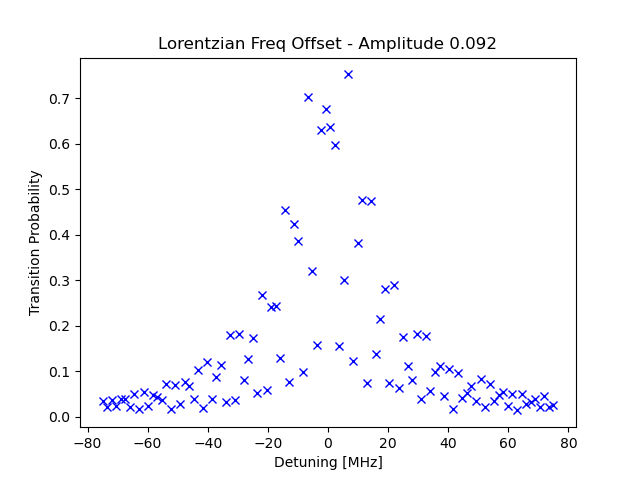 Lorentzian Freq Offset - Amplitude 0.092
Transition Probability
0.7
0.6
0.5
0.4
0.3
0.2
0.1
0.0
−80 −60 −40 −20 0 20 40 60 80
Detuning [MHz]